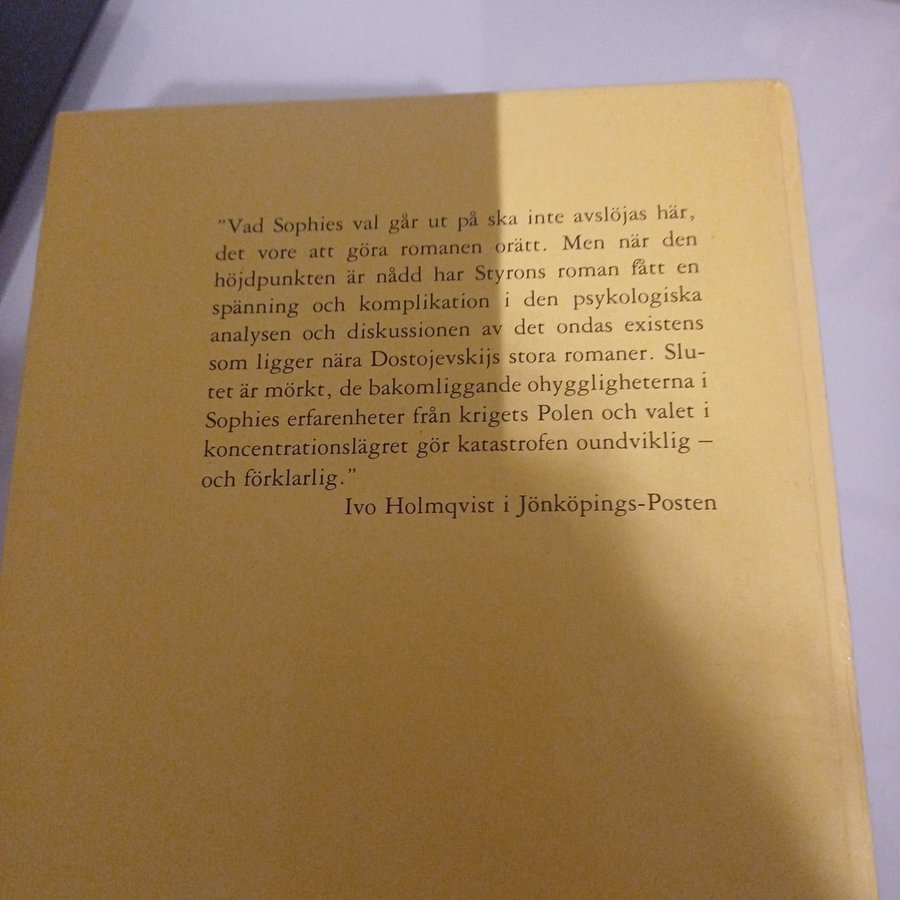 "Vad Sophies val går ut på ska inte avslöjas här,
det vore att göra romanen orätt. Men när den
höjdpunkten är nådd har Styrons roman fått en
spänning och komplikation i den psykologiska
analysen och diskussionen av det ondas existens
som ligger nära Dostojevskijs stora romaner. Slu-
tet är mörkt, de bakomliggande ohyggligheterna i
Sophies erfarenheter från krigets Polen och valet i
koncentrationslägret gör katastrofen oundviklig –
och förklarlig."
Ivo Holmqvist i Jönköpings-Posten